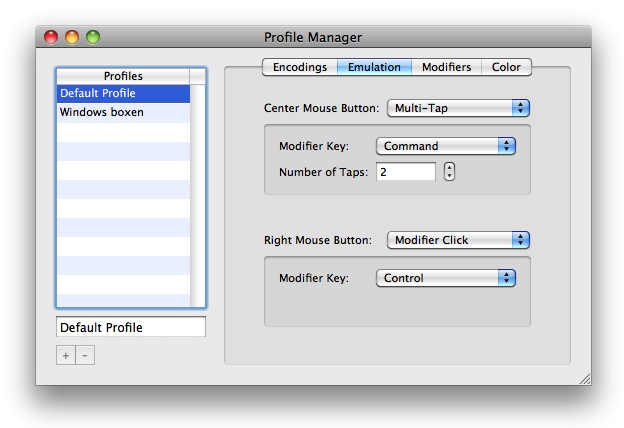 Profile Manager
Profiles
Default Profile
Windows boxen
Default Profile
+ -
Encodings Emulation Modifiers Color
Center Mouse Button: Multi-Tap
Modifier Key: Command
Number of Taps: 2
Right Mouse Button: Modifier Click
Modifier Key: Control